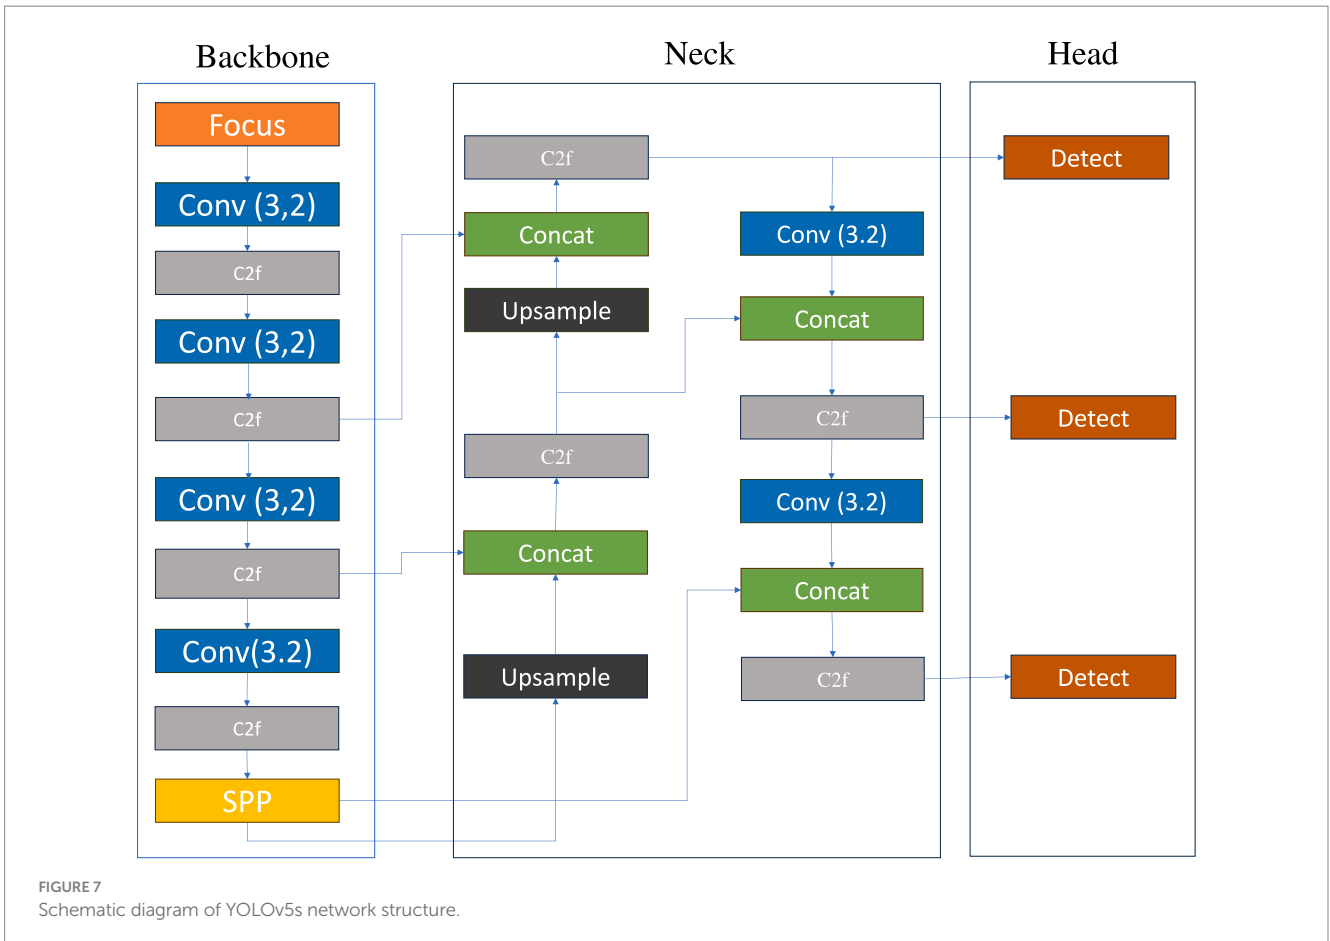 Backbone
Focus
Conv (3,2)
C2f
Conv (3,2)
C2f
Conv (3,2)
C2f
Conv(3.2)
C2f
SPP
Neck
C2f
Concat
Upsample
C2f
Concat
Upsample
Conv (3.2)
Concat
C2f
Conv (3.2)
Concat
C2f
Head
Detect
Detect
Detect
FIGURE 7
Schematic diagram of YOLOv5s network structure.